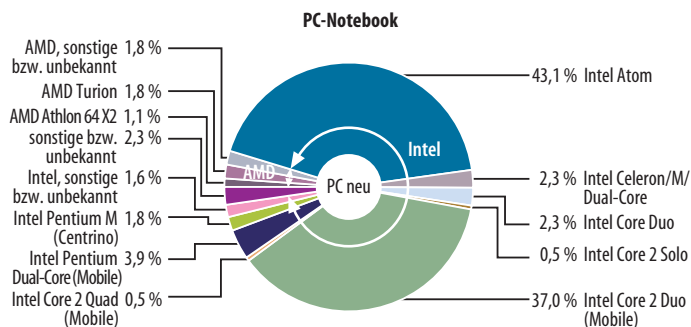 PC-Notebook
AMD, sonstige 1,8 %
bzw. unbekannt
AMD Turion 1,8 %
AMD Athlon 64 X2 1,1 %
sonstige bzw. 2,3 %
unbekannt
Intel, sonstige 1,6 %
bzw. unbekannt
Intel Pentium M 1,8 %
(Centrino)
Intel Pentium 3,9 %
Dual-Core (Mobile)
Intel Core 2 Quad 0,5 %
(Mobile)
AMD
Intel
PC neu
43,1 % Intel Atom
2,3 % Intel Celeron/M/
Dual-Core
2,3 % Intel Core Duo
0,5 % Intel Core 2 Solo
37,0 % Intel Core 2 Duo
(Mobile)